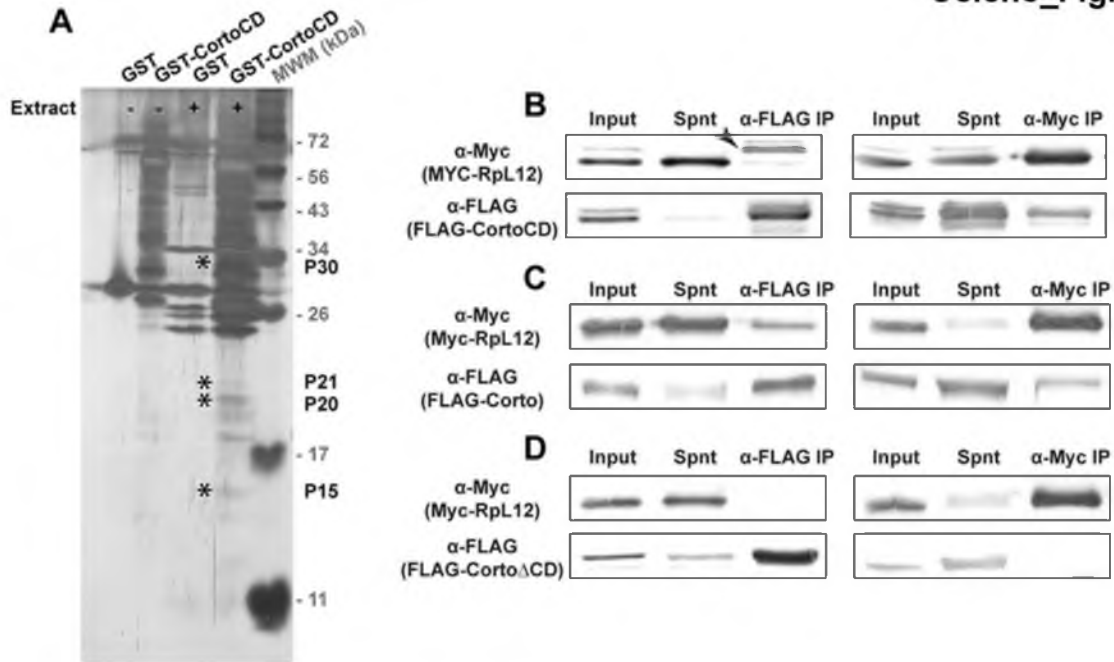 A
GST
GST-CortoCD
GST
GST-CortoCD
MWM (kDa)
Extract - - + +
- 72
- 56
- 43
- 34
P30
- 26
P21
P20
- 17
P15
- 11
B
Input Spnt α-FLAG IP
Input Spnt α-Myc IP
α-Myc
(MYC-RpL12)
α-FLAG
(FLAG-CortoCD)
C
Input Spnt α-FLAG IP
Input Spnt α-Myc IP
α-Myc
(Myc-RpL12)
α-FLAG
(FLAG-Corto)
D
Input Spnt α-FLAG IP
Input Spnt α-Myc IP
α-Myc
(Myc-RpL12)
α-FLAG
(FLAG-CortoΔCD)